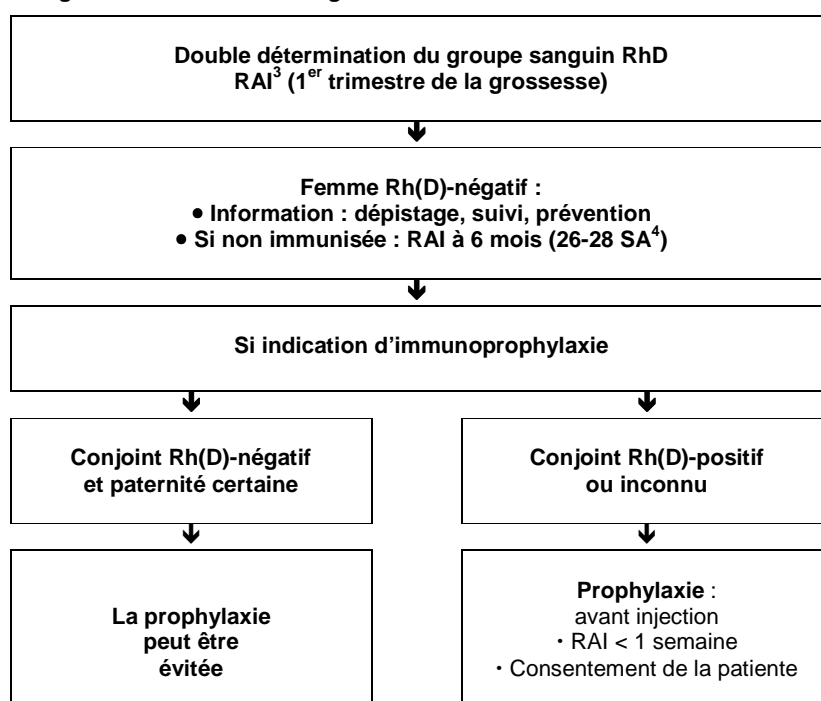 Double détermination du groupe sanguin RhD
RAI³ (1er trimestre de la grossesse)
Femme Rh(D)-négatif :
• Information : dépistage, suivi, prévention
• Si non immunisée : RAI à 6 mois (26-28 SA⁴)
Si indication d'immunoprophylaxie
Conjoint Rh(D)-négatif
et paternité certaine
Conjoint Rh(D)-positif
ou inconnu
La prophylaxie
peut être
évitée
Prophylaxie :
avant injection
· RAI < 1 semaine
· Consentement de la patiente